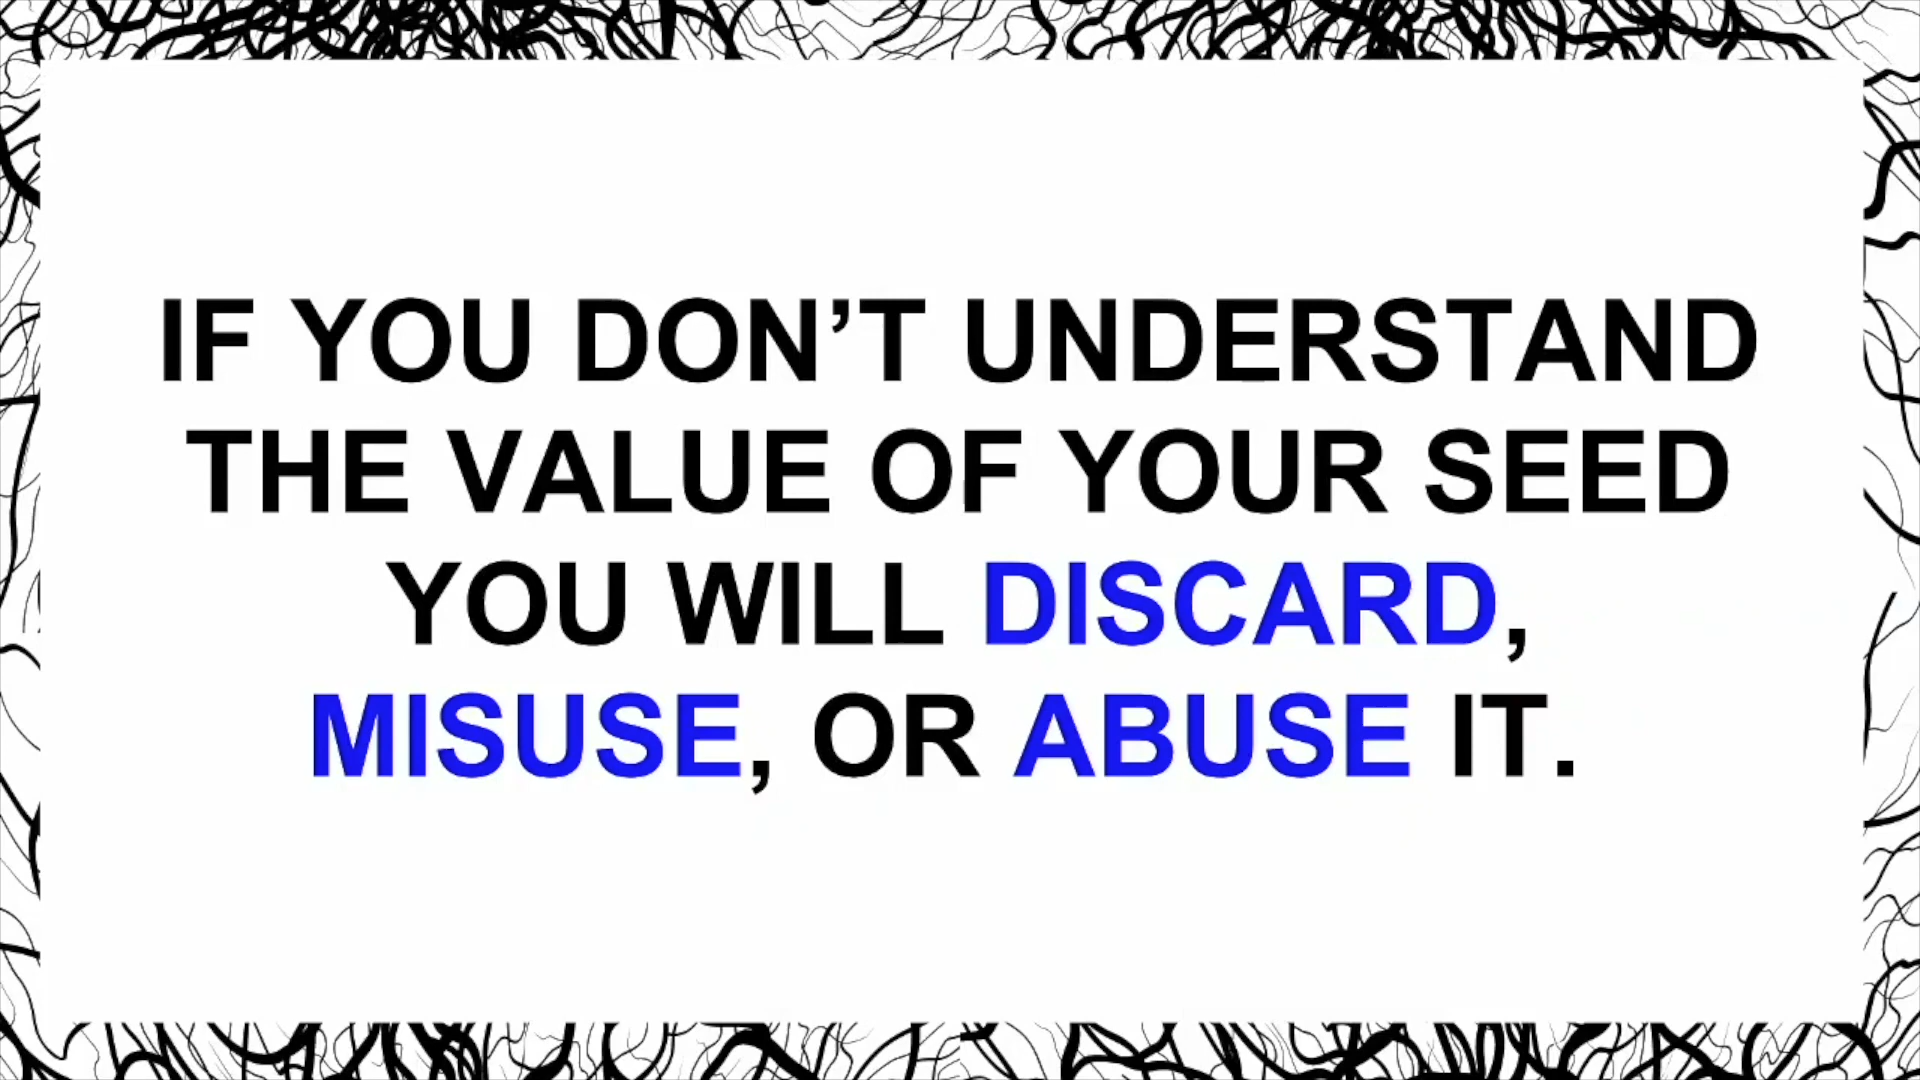 IF YOU DON’T UNDERSTAND
THE VALUE OF YOUR SEED
YOU WILL DISCARD,
MISUSE, OR ABUSE IT.